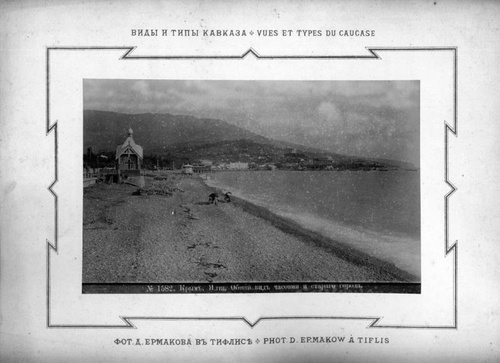 ВИДЫ И ТИПЫ КАВКАЗА ✢ VUES ET TYPES DU CAUCASE
№ 1582. Крымъ. Ялта. Общій видъ часовни и стараго города.
ФОТ. Д. ЕРМАКОВА ВЪ ТИФЛИСѢ ✢ PHOT. D. ERMAKOW À TIFLIS